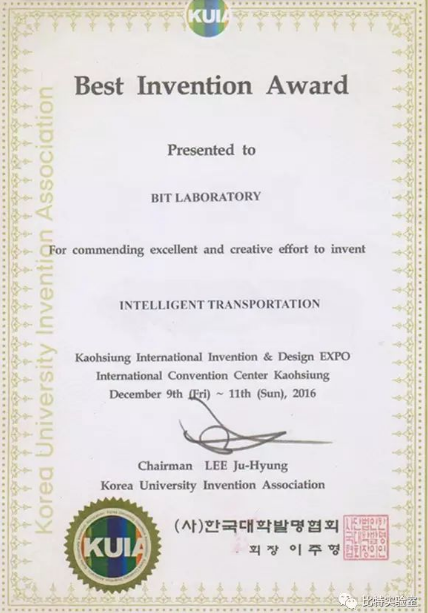 KUIA
Best Invention Award
Presented to
BIT LABORATORY
For commending excellent and creative effort to invent
INTELLIGENT TRANSPORTATION
Kaohsiung International Invention & Design EXPO
International Convention Center Kaohsiung
December 9th (Fri) ~ 11th (Sun), 2016
Chairman LEE Ju-Hyung
Korea University Invention Association
(사)한국대학발명협회
회장 이주형
KUIA
Korea University Invention Association
比特实验室